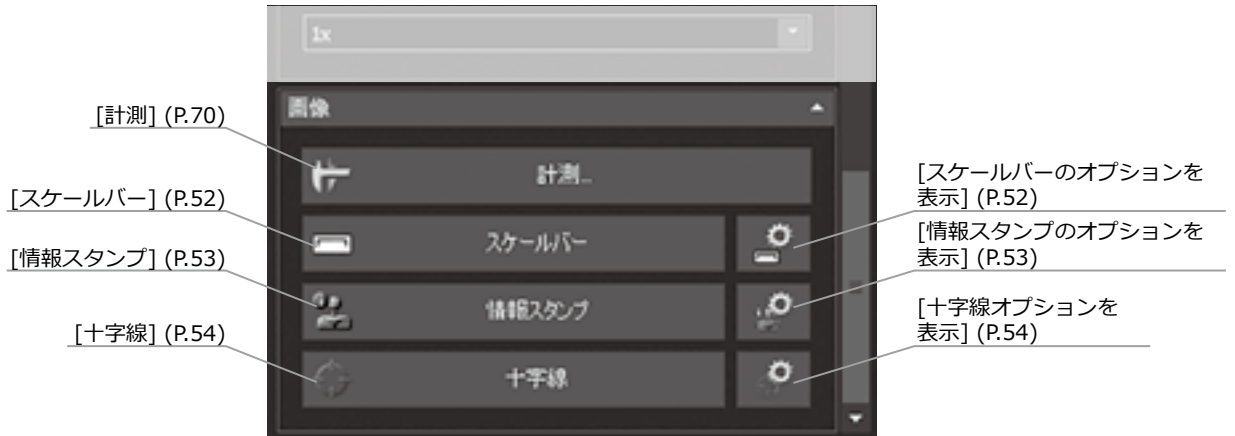 1x
画像
計測...
スケールバー
情報スタンプ
十字線
[計測] (P.70)
[スケールバー] (P.52)
[情報スタンプ] (P.53)
[十字線] (P.54)
[スケールバーのオプションを
表示] (P.52)
[情報スタンプのオプションを
表示] (P.53)
[十字線オプションを
表示] (P.54)